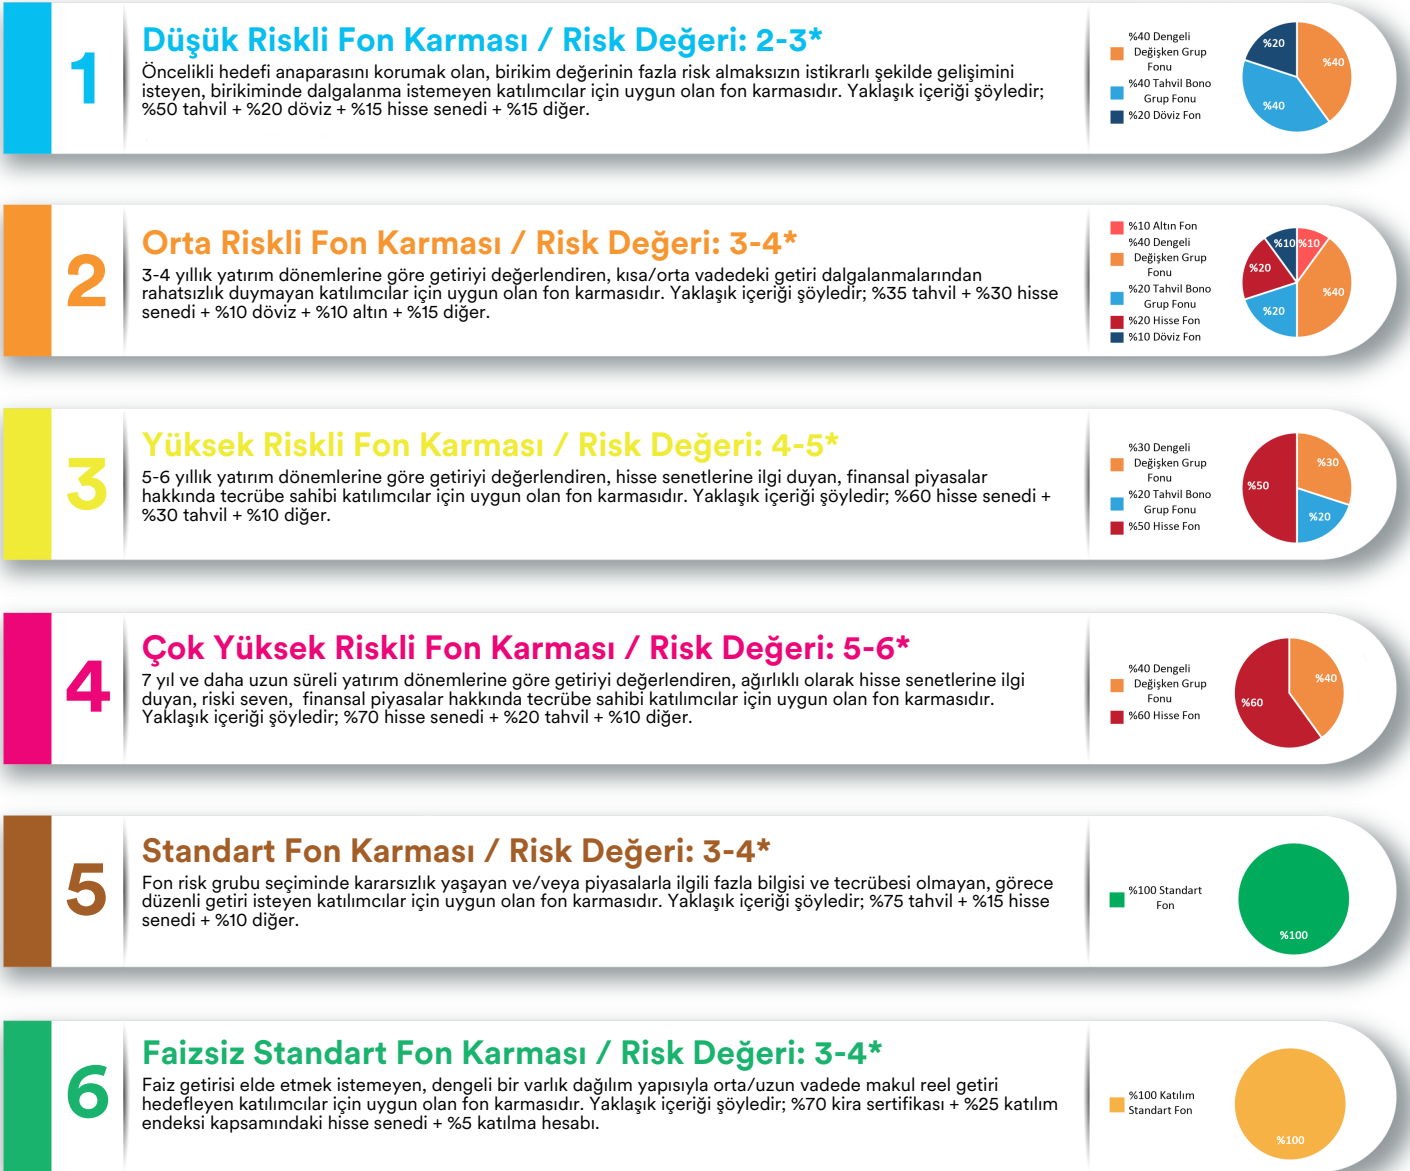 1
Düşük Riskli Fon Karması / Risk Değeri: 2-3*
Öncelikli hedefi anaparasını korumak olan, birikim değerinin fazla risk almaksızın istikrarlı şekilde gelişimini
isteyen, birikiminde dalgalanma istemeyen katılımcılar için uygun olan fon karmasıdır. Yaklaşık içeriği şöyledir;
%50 tahvil + %20 döviz + %15 hisse senedi + %15 diğer.
%40 Dengeli
Değişken Grup
Fonu
%40 Tahvil Bono
Grup Fonu
%20 Döviz Fon
%20
%40
%40
2
Orta Riskli Fon Karması / Risk Değeri: 3-4*
3-4 yıllık yatırım dönemlerine göre getiriyi değerlendiren, kısa/orta vadedeki getiri dalgalanmalarından
rahatsızlık duymayan katılımcılar için uygun olan fon karmasıdır. Yaklaşık içeriği şöyledir; %35 tahvil + %30 hisse
senedi + %10 döviz + %10 altın + %15 diğer.
%10 Altın Fon
%40 Dengeli
Değişken Grup
Fonu
%20 Tahvil Bono
Grup Fonu
%20 Hisse Fon
%10 Döviz Fon
%10 %10
%20
%40
%20
3
Yüksek Riskli Fon Karması / Risk Değeri: 4-5*
5-6 yıllık yatırım dönemlerine göre getiriyi değerlendiren, hisse senetlerine ilgi duyan, finansal piyasalar
hakkında tecrübe sahibi katılımcılar için uygun olan fon karmasıdır. Yaklaşık içeriği şöyledir; %60 hisse senedi +
%30 tahvil + %10 diğer.
%30 Dengeli
Değişken Grup
Fonu
%20 Tahvil Bono
Grup Fonu
%50 Hisse Fon
%30
%50
%20
4
Çok Yüksek Riskli Fon Karması / Risk Değeri: 5-6*
7 yıl ve daha uzun süreli yatırım dönemlerine göre getiriyi değerlendiren, ağırlıklı olarak hisse senetlerine ilgi
duyan, riski seven, finansal piyasalar hakkında tecrübe sahibi katılımcılar için uygun olan fon karmasıdır.
Yaklaşık içeriği şöyledir; %70 hisse senedi + %20 tahvil + %10 diğer.
%40 Dengeli
Değişken Grup
Fonu
%60 Hisse Fon
%40
%60
5
Standart Fon Karması / Risk Değeri: 3-4*
Fon risk grubu seçiminde kararsızlık yaşayan ve/veya piyasalarla ilgili fazla bilgisi ve tecrübesi olmayan, görece
düzenli getiri isteyen katılımcılar için uygun olan fon karmasıdır. Yaklaşık içeriği şöyledir; %75 tahvil + %15 hisse
senedi + %10 diğer.
%100 Standart
Fon
%100
6
Faizsiz Standart Fon Karması / Risk Değeri: 3-4*
Faiz getirisi elde etmek istemeyen, dengeli bir varlık dağılım yapısıyla orta/uzun vadede makul reel getiri
hedefleyen katılımcılar için uygun olan fon karmasıdır. Yaklaşık içeriği şöyledir; %70 kira sertifikası + %25 katılım
endeksi kapsamındaki hisse senedi + %5 katılma hesabı.
%100 Katılım
Standart Fon
%100